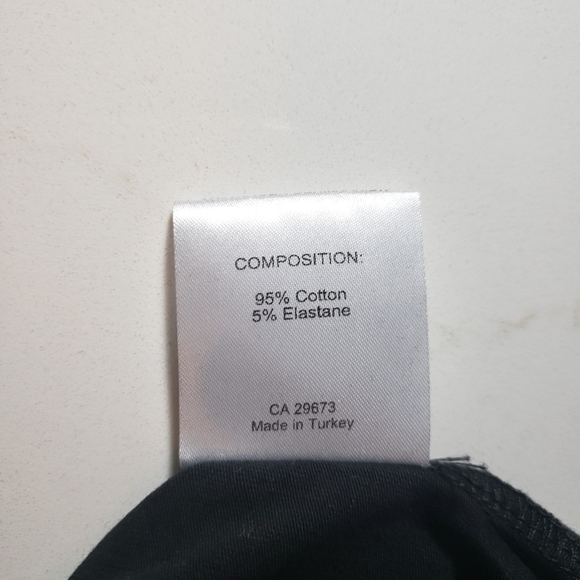 COMPOSITION:
95% Cotton
5% Elastane
CA 29673
Made in Turkey